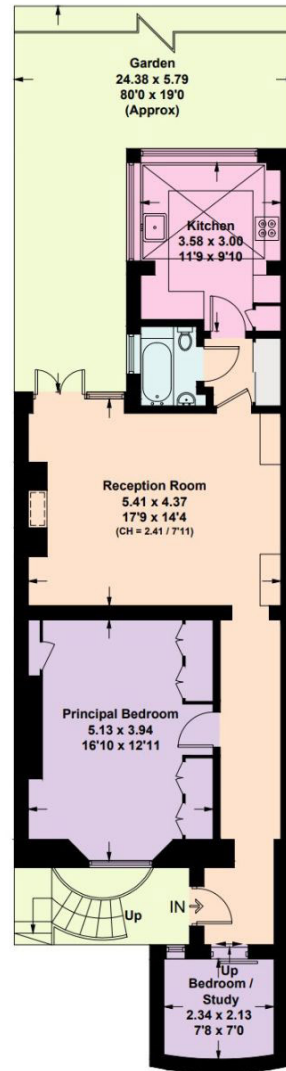 Garden
24.38 x 5.79
80'0 x 19'0
(Approx)
Kitchen
3.58 x 3.00
11'9 x 9'10
Reception Room
5.41 x 4.37
17'9 x 14'4
(CH = 2.41 / 7'11)
Principal Bedroom
5.13 x 3.94
16'10 x 12'11
Up
IN
Up
Bedroom /
Study
2.34 x 2.13
7'8 x 7'0